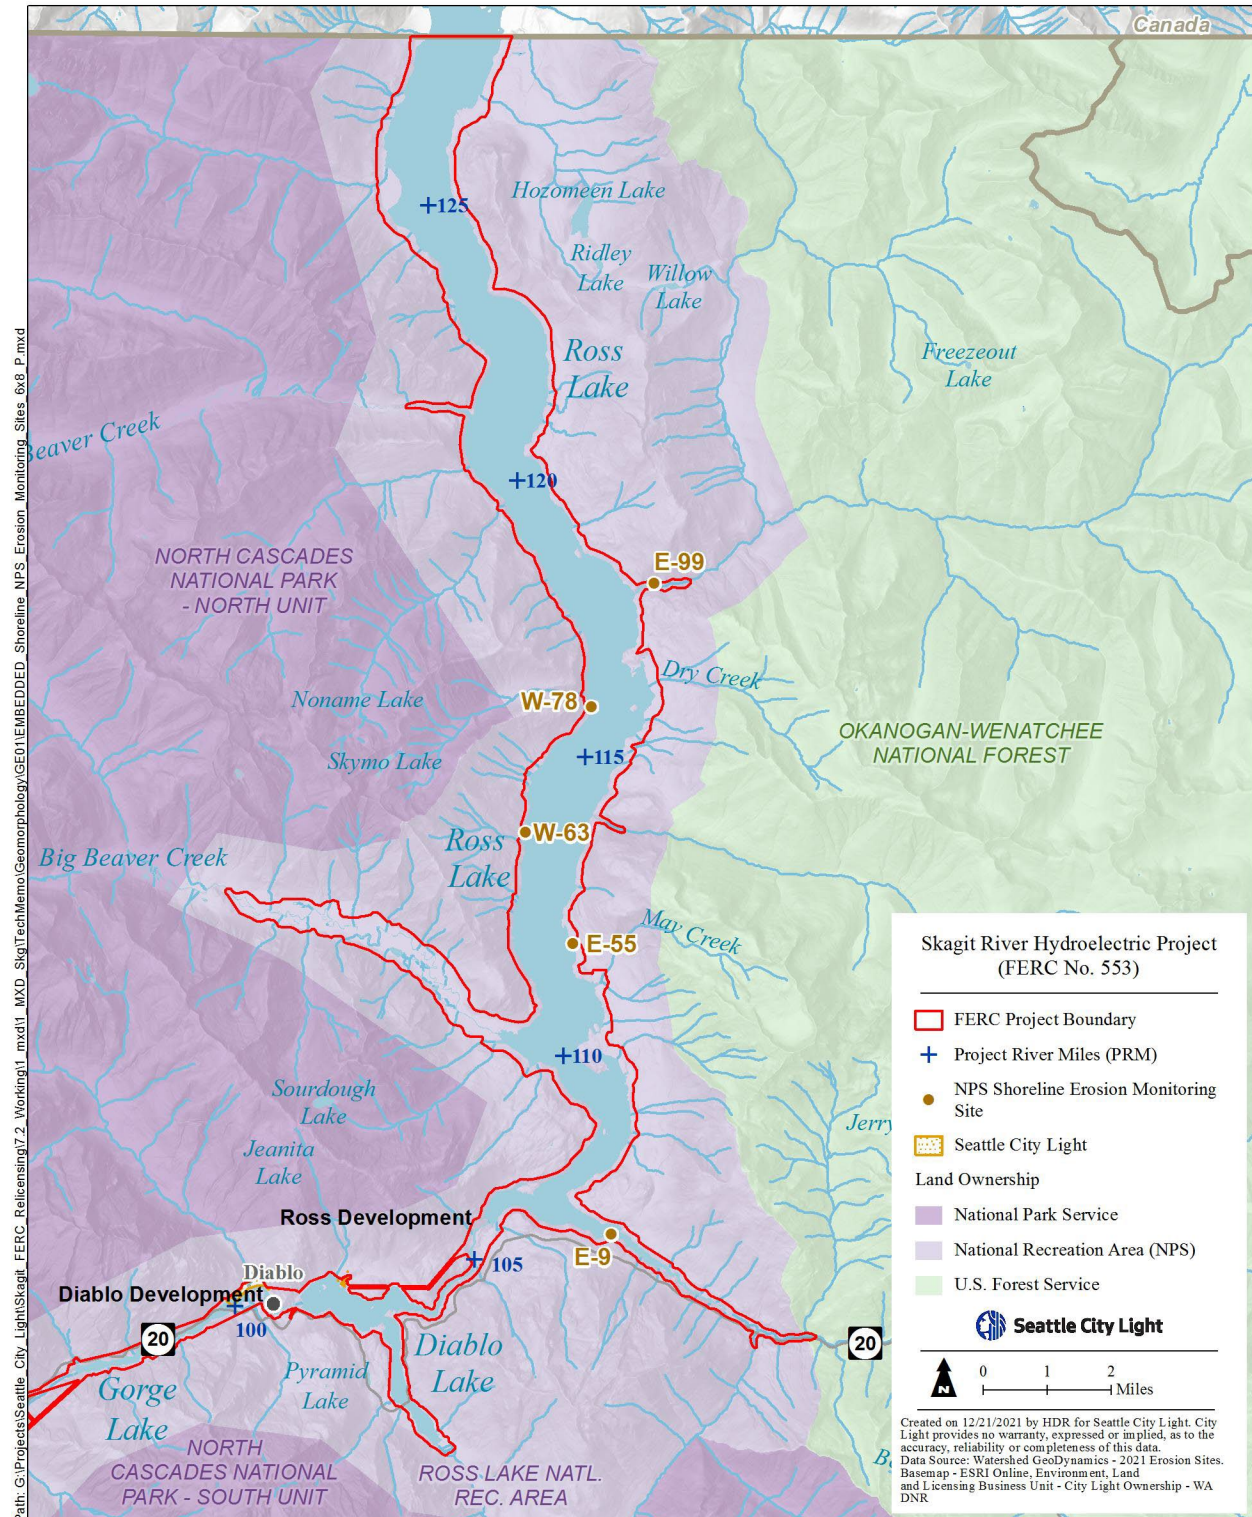 Canada
Hozomeen Lake
125
Ridley
Lake
Willow
Lake
Ross
Lake
Freezeout
Lake
Beaver Creek
120
NORTH CASCADES
NATIONAL PARK
- NORTH UNIT
E-99
Dry Creek
Noneme Lake
W-78
OKANOGAN-WENATCHEE
NATIONAL FOREST
Skymo Lake
115
W-63
Ross
Lake
Big Beaver Creek
May Creek
E-55
110
Sourdough
Lake
Jerry
Jeanita
Lake
Ross Development
105
E-9
Diablo
Diablo Development
100
20
20
Diablo
Lake
Pyramid
Lake
Gorge
Lake
NORTH
CASCADES NATIONAL
PARK - SOUTH UNIT
ROSS LAKE NATL.
REC. AREA
Skagit River Hydroelectric Project
(FERC No. 553)
FERC Project Boundary
Project River Miles (PRM)
NPS Shoreline Erosion Monitoring
Site
Seattle City Light
Land Ownership
National Park Service
National Recreation Area (NPS)
U.S. Forest Service
Seattle City Light
N
0 1 2
Miles
Created on 12/21/2021 by HDR for Seattle City Light. City
Light provides no warranty, expressed or implied, as to the
accuracy, reliability or completeness of this data.
Data Source: Watershed GeoDynamics - 2021 Erosion Sites.
Basemap - ESRI Online, Environment, Land
and Licensing Business Unit - City Light Ownership - WA
DNR
Path: G:\Projects\Seattle_City_Light\Skagit_FERC_Relicensing\7.2_Working\1_mxd\1_MXD_Skg\TechMemo\Geomorphology\GE01\EMBEDDED_Shoreline_NPS_Erosion_Monitoring_Sites_6x8_P.mxd